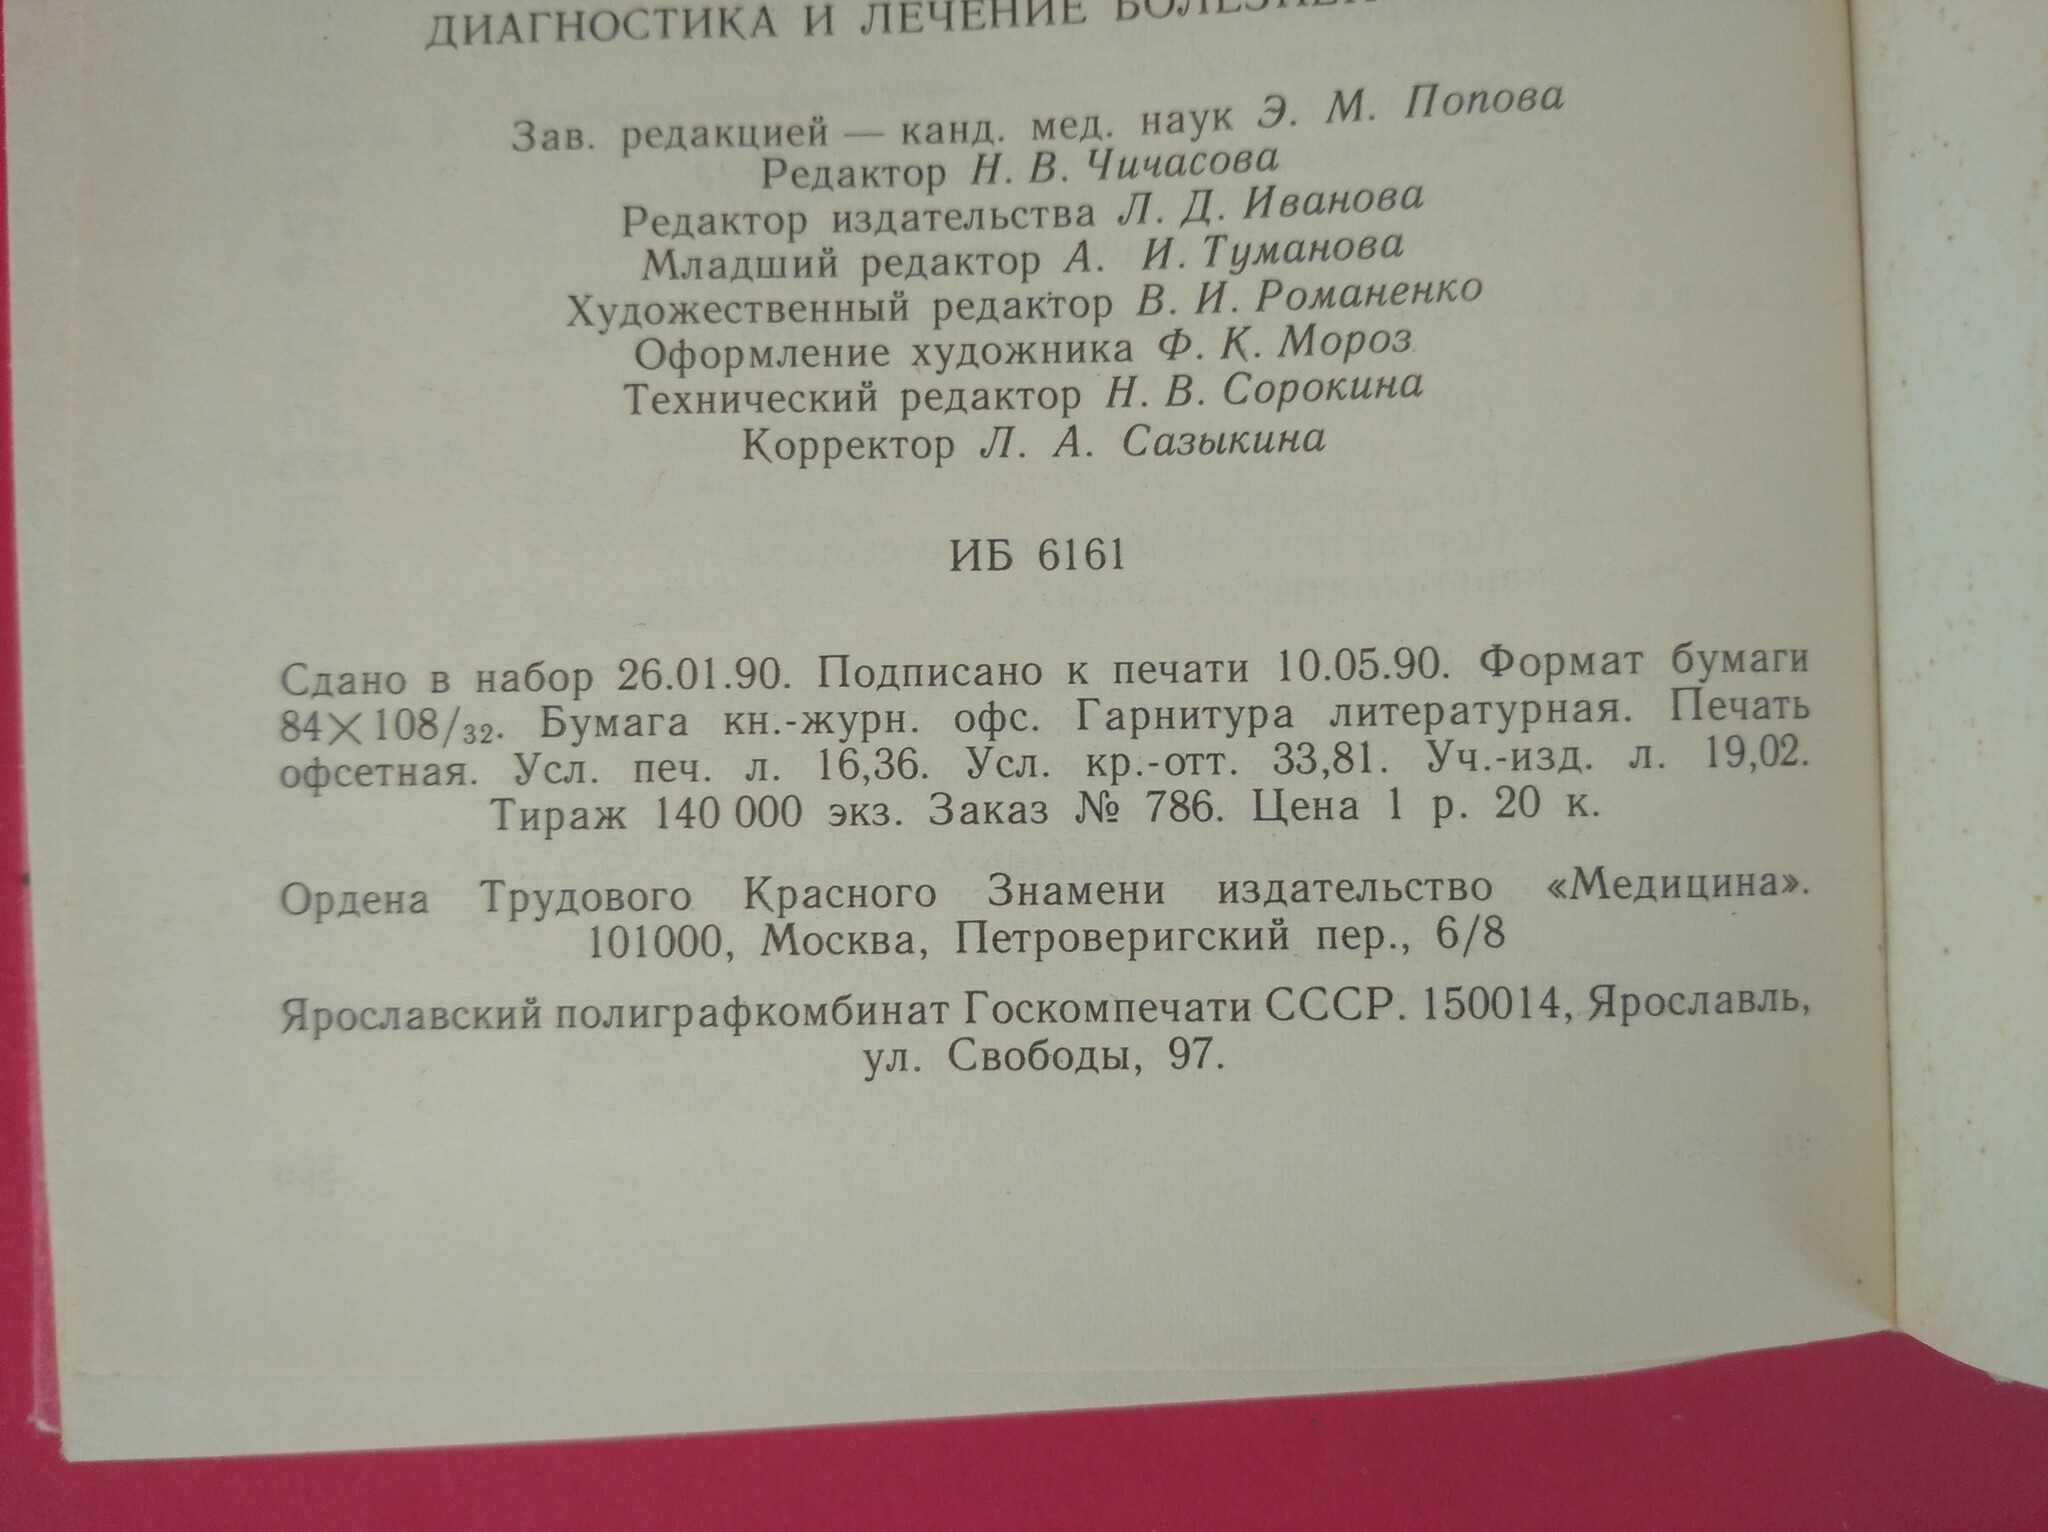 ДИАГНОСТИКА И ЛЕЧЕНИЕ БОЛЕЗНЕЙ
Зав. редакцией — канд. мед. наук Э. М. Попова
Редактор Н. В. Чичасова
Редактор издательства Л. Д. Иванова
Младший редактор А. И. Туманова
Художественный редактор В. И. Романенко
Оформление художника Ф. К. Мороз
Технический редактор Н. В. Сорокина
Корректор Л. А. Сазыкина
ИБ 6161
Сдано в набор 26.01.90. Подписано к печати 10.05.90. Формат бумаги
84×108/32. Бумага кн.-журн. офс. Гарнитура литературная. Печать
офсетная. Усл. печ. л. 16,36. Усл. кр.-отт. 33,81. Уч.-изд. л. 19,02.
Тираж 140 000 экз. Заказ № 786. Цена 1 р. 20 к.
Ордена Трудового Красного Знамени издательство «Медицина».
101000, Москва, Петроверигский пер., 6/8
Ярославский полиграфкомбинат Госкомпечати СССР. 150014, Ярославль,
ул. Свободы, 97.